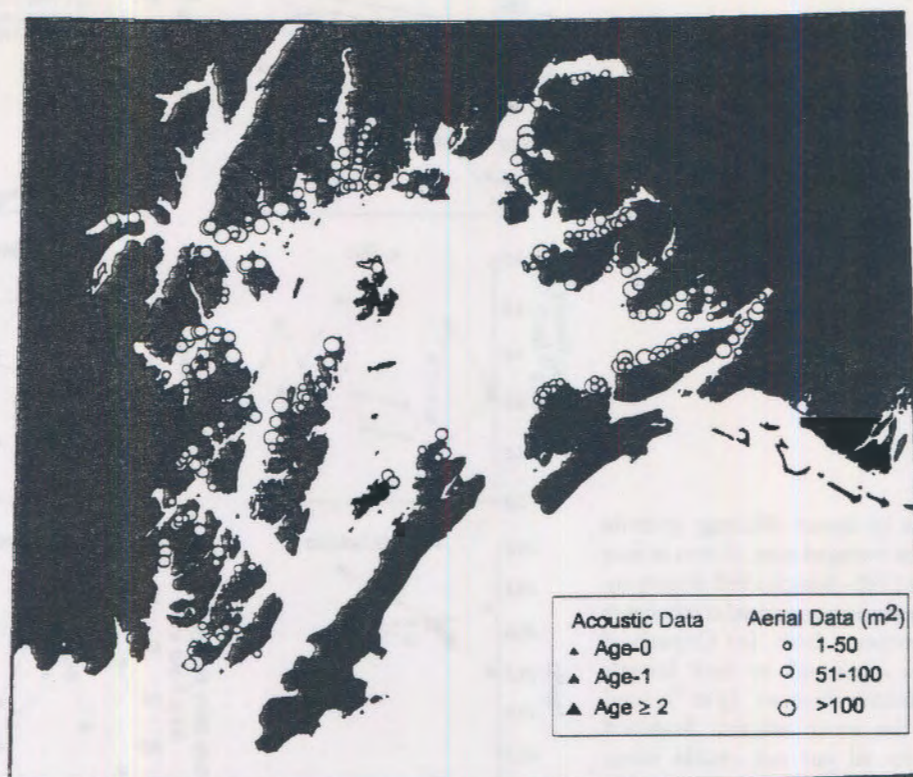 Acoustic Data Aerial Data (m²)
▲ Age-0 ○ 1-50
▲ Age-1 ○ 51-100
▲ Age ≥ 2 ○ >100